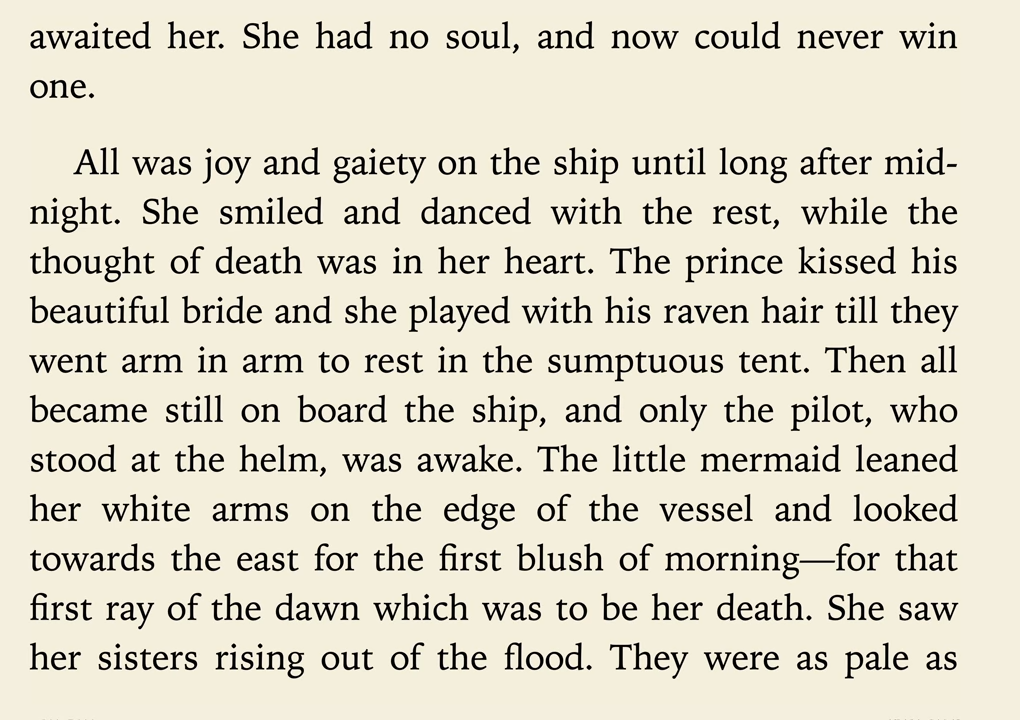 awaited her. She had no soul, and now could never win
one.
All was joy and gaiety on the ship until long after mid-
night. She smiled and danced with the rest, while the
thought of death was in her heart. The prince kissed his
beautiful bride and she played with his raven hair till they
went arm in arm to rest in the sumptuous tent. Then all
became still on board the ship, and only the pilot, who
stood at the helm, was awake. The little mermaid leaned
her white arms on the edge of the vessel and looked
towards the east for the first blush of morning—for that
first ray of the dawn which was to be her death. She saw
her sisters rising out of the flood. They were as pale as